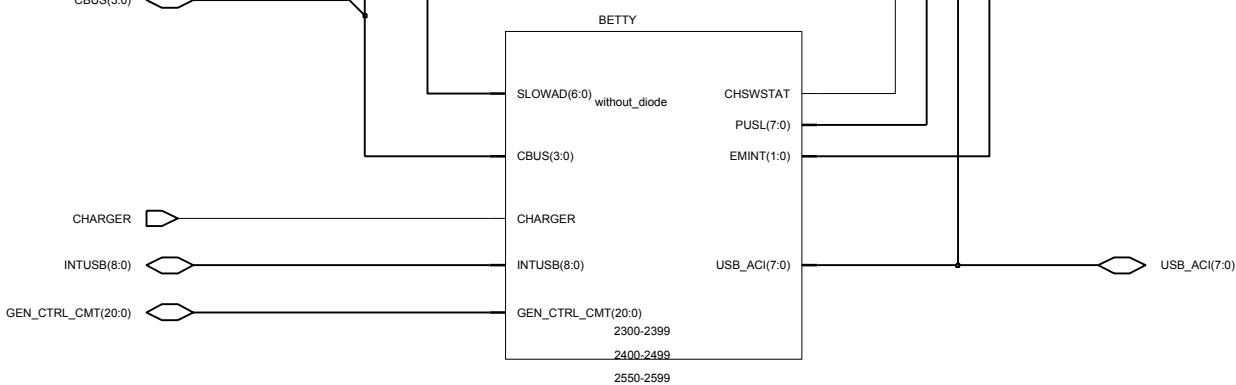 CBUS(3:0)
BETTY
SLOWAD(6:0)
without_diode
CHSWSTAT
PUSL(7:0)
CBUS(3:0)
EMINT(1:0)
CHARGER
CHARGER
INTUSB(8:0)
INTUSB(8:0)
USB_ACI(7:0)
USB_ACI(7:0)
GEN_CTRL_CMT(20:0)
GEN_CTRL_CMT(20:0)
2300-2399
2400-2499
2550-2599